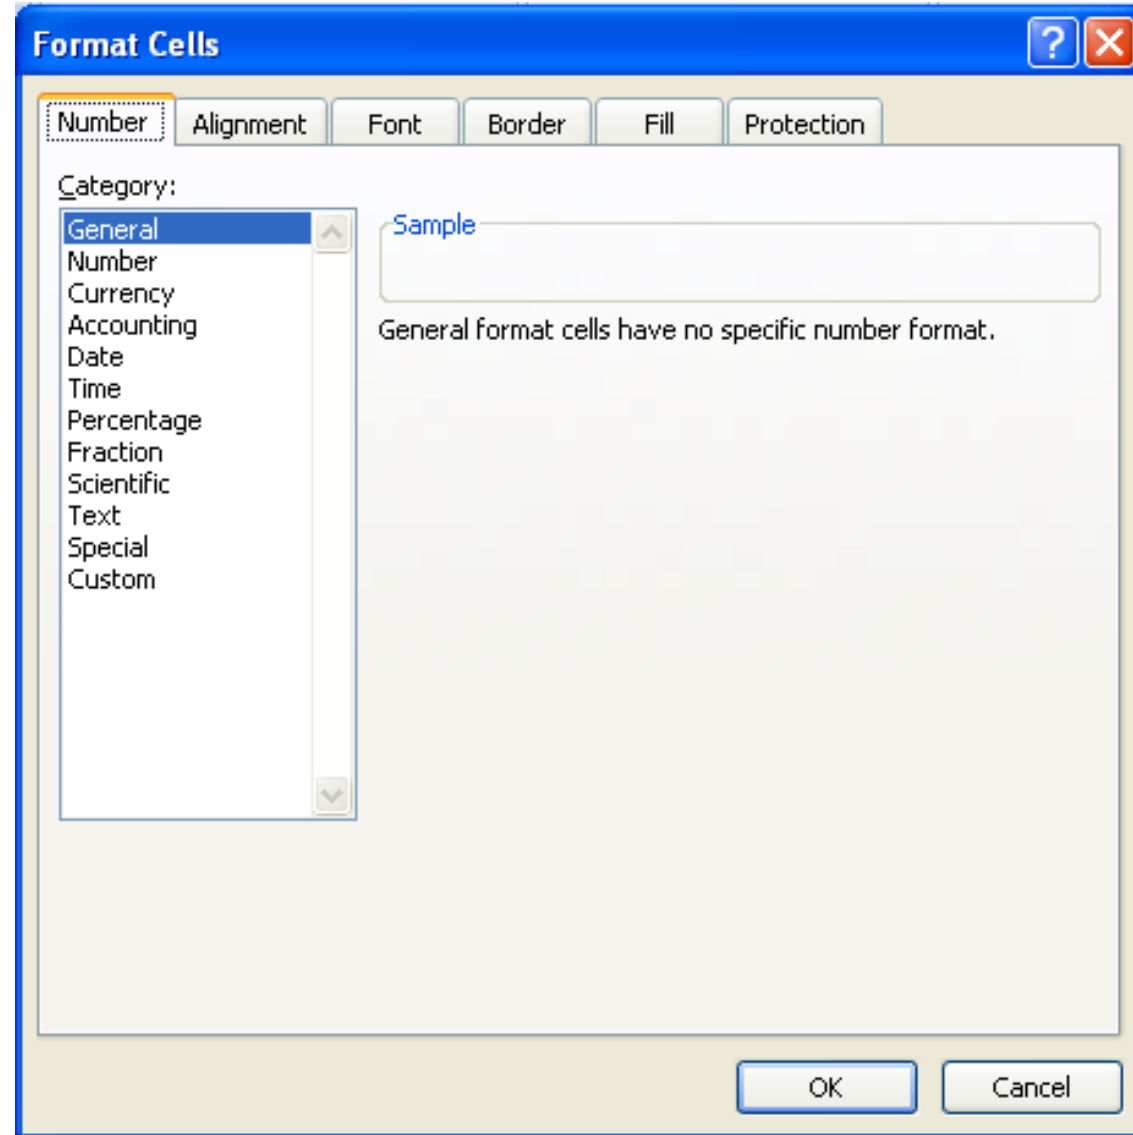 Format Cells
?
Number Alignment Font Border Fill Protection
Category:
General
Number
Currency
Accounting
Date
Time
Percentage
Fraction
Scientific
Text
Special
Custom
Sample
General format cells have no specific number format.
OK Cancel